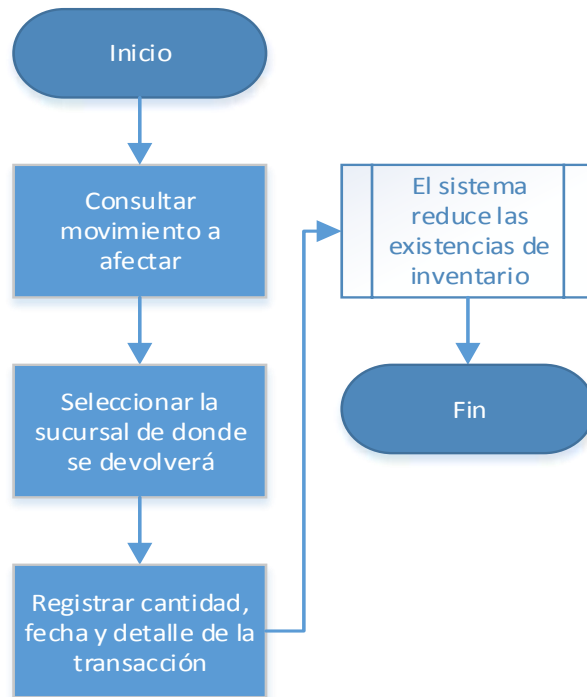 Inicio
Consultar
movimiento a
afectar
Seleccionar la
sucursal de donde
se devolverá
Registrar cantidad,
fecha y detalle de la
transacción
El sistema
reduce las
existencias de
inventario
Fin